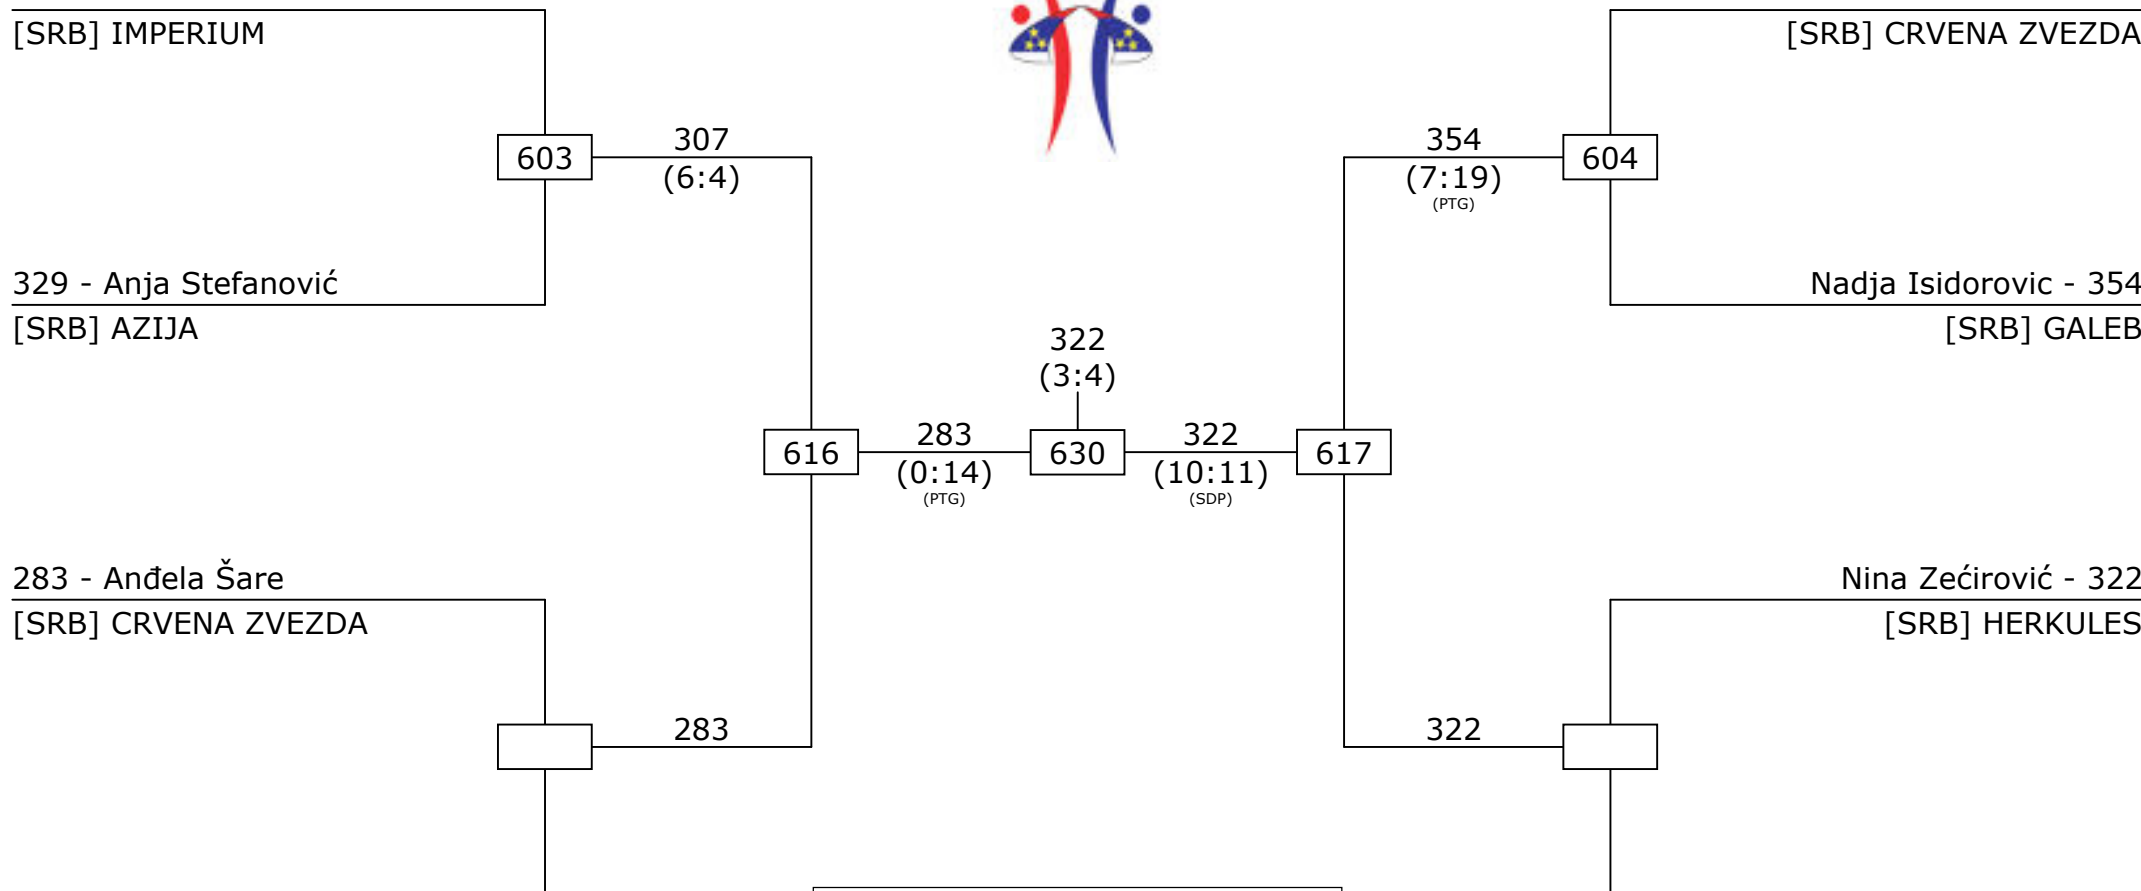 [SRB] IMPERIUM
[SRB] CRVENA ZVEZDA
603
307
(6:4)
354
(7:19)
(PTG)
604
329 - Anja Stefanović
[SRB] AZIJA
Nadja Isidorovic - 354
[SRB] GALEB
322
(3:4)
616
283
(0:14)
(PTG)
630
322
(10:11)
(SDP)
617
283 - Anđela Šare
[SRB] CRVENA ZVEZDA
Nina Zećirović - 322
[SRB] HERKULES
283
322